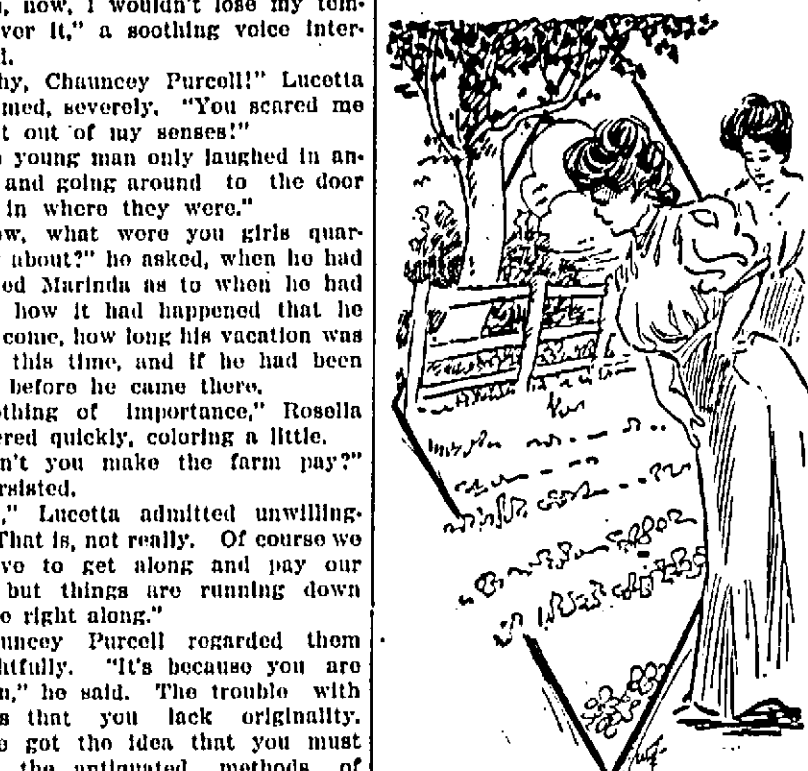 now, I wouldn't lose my tem-
ver it," a soothing voice inter-
d.
hy, Chauncey Purcell!" Lucetta
med, severely. "You scared me
t out of my senses!"
young man only laughed in an-
and going around to the door
in where they were."
ow, what were you girls quar-
about?" he asked, when he had
ed Marinda as to when he had
how it had happened that he
come, how long his vacation was
this time, and if he had been
before he came there.
thing of importance," Rosella
ered quickly, coloring a little.
n't you make the farm pay?"
rsisted.
," Lucetta admitted unwilling-
That is, not really. Of course we
ve to get along and pay our
but things are running down
e right along."
uncey Purcell regarded them
htfully. "It's because you are
n," he said. The trouble with
s that you lack originality.
e got the idea that you must
the antiquated methods of